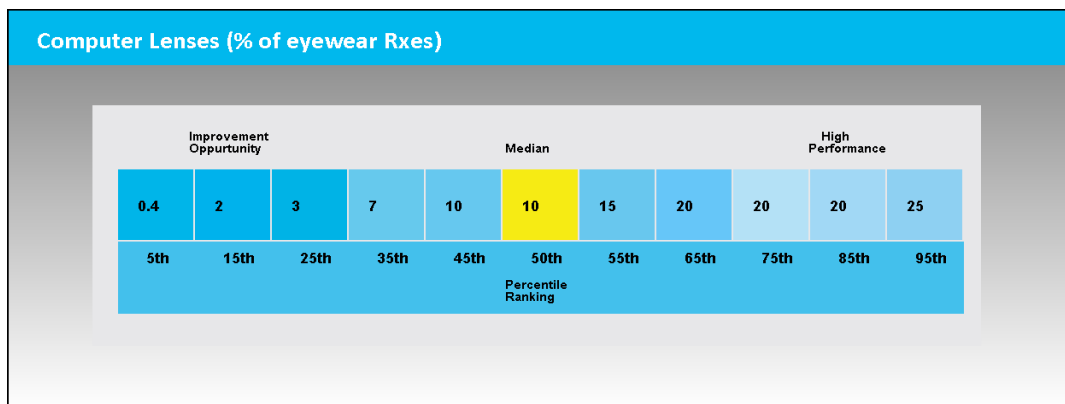 Computer Lenses (% of eyewear Rxes)
Improvement
Oppurtunity
Median
High
Performance
0.4 2 3 7 10 10 15 20 20 20 25
5th 15th 25th 35th 45th 50th 55th 65th 75th 85th 95th
Percentile
Ranking